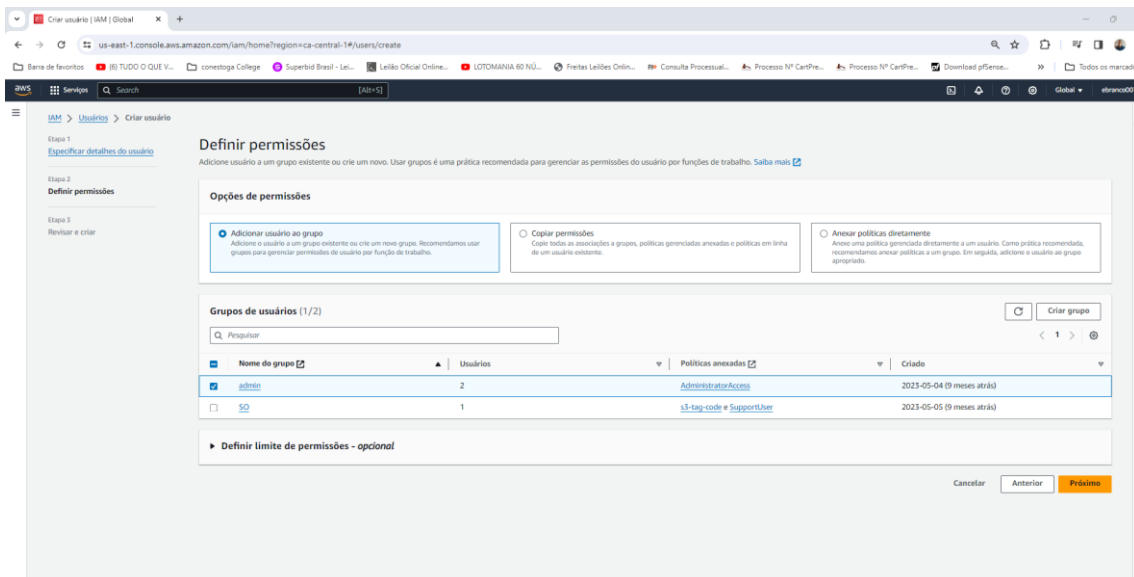 Criar usuário | IAM | Global
us-east-1.console.aws.amazon.com/iam/home?region=ca-central-1#/users/create
Barra de favoritos (6) TUDO O QUE V... conestoga College Superbid Brasil - Lei... Leilão Oficial Online... LOTOMANIA 60 NÚ... Freitas Leilões Onlin... Consulta Processual... Processo Nº CartPre... Processo Nº CartPre... Download pfSense... Todos os marcad
aws Serviços Search [Alt+S] Global ebranco00
IAM > Usuários > Criar usuário
Etapa 1
Especificar detalhes do usuário
Etapa 2
Definir permissões
Etapa 3
Revisar e criar
Definir permissões
Adicione usuário a um grupo existente ou crie um novo. Usar grupos é uma prática recomendada para gerenciar as permissões do usuário por funções de trabalho. Saiba mais
Opções de permissões
Adicionar usuário ao grupo
Adicione o usuário a um grupo existente ou crie um novo grupo. Recomendamos usar
grupos para gerenciar permissões de usuário por função de trabalho.
Copiar permissões
Copie todas as associações a grupos, políticas gerenciadas anexadas e políticas em linha
de um usuário existente.
Anexar políticas diretamente
Anexe uma política gerenciada diretamente a um usuário. Como prática recomendada,
recomendamos anexar políticas a um grupo. Em seguida, adicione o usuário ao grupo
apropriado.
Grupos de usuários (1/2)
Criar grupo
Pesquisar
1
Nome do grupo Usuários Políticas anexadas Criado
admin 2 AdministratorAccess 2023-05-04 (9 meses atrás)
SO 1 s3-tag-code e SupportUser 2023-05-05 (9 meses atrás)
Definir limite de permissões - opcional
Cancelar Anterior Próximo